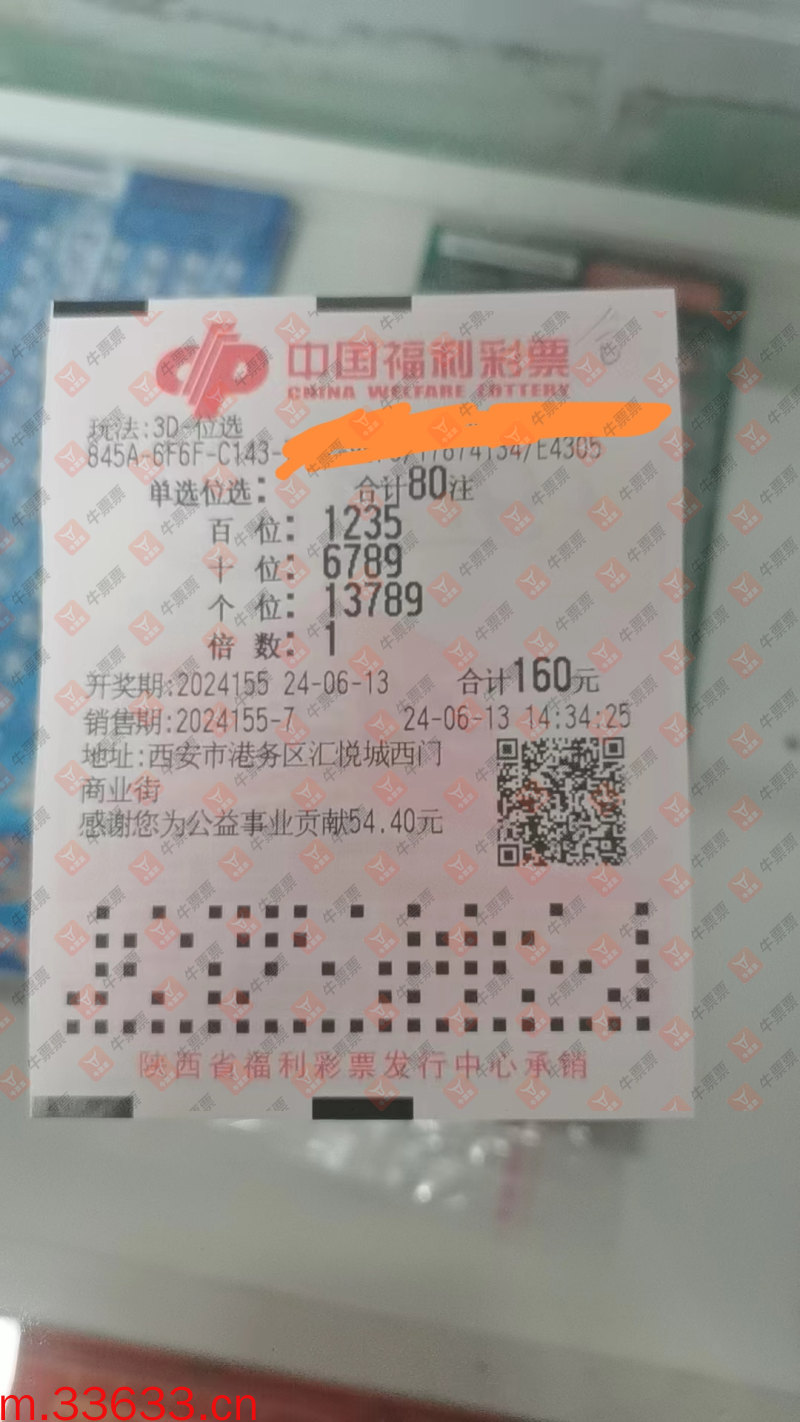 中国福利彩票
CHINA WELFARE LOTTERY
玩法:3D-位选
845A-6F6F-C143-
/17874134/E4305
单选位选: 合计80注
百 位: 1235
十 位: 6789
个 位: 13789
倍 数: 1
开奖期:2024155 24-06-13 合计160元
销售期:2024155-7 24-06-13 14:34:25
地址:西安市港务区汇悦城西门
商业街
感谢您为公益事业贡献54.40元
陕西省福利彩票发行中心承销
牛票票
m.33633.cn